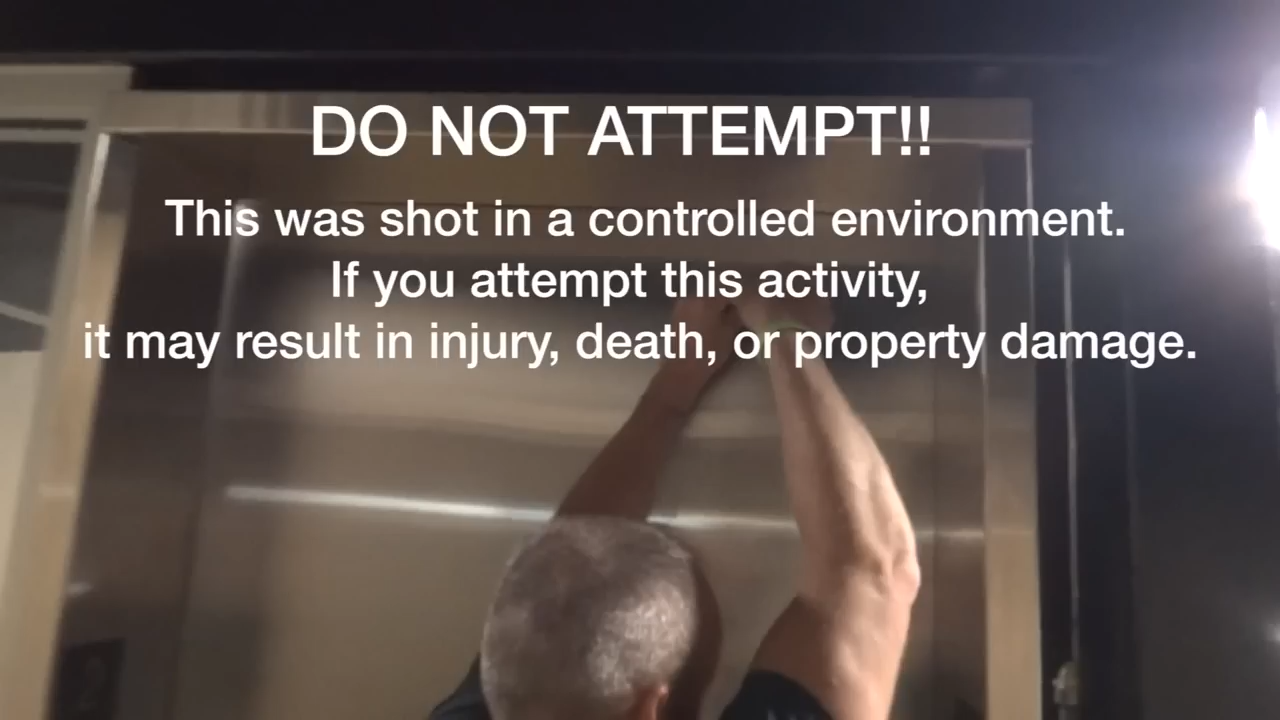 DO NOT ATTEMPT!!
This was shot in a controlled environment.
If you attempt this activity,
it may result in injury, death, or property damage.